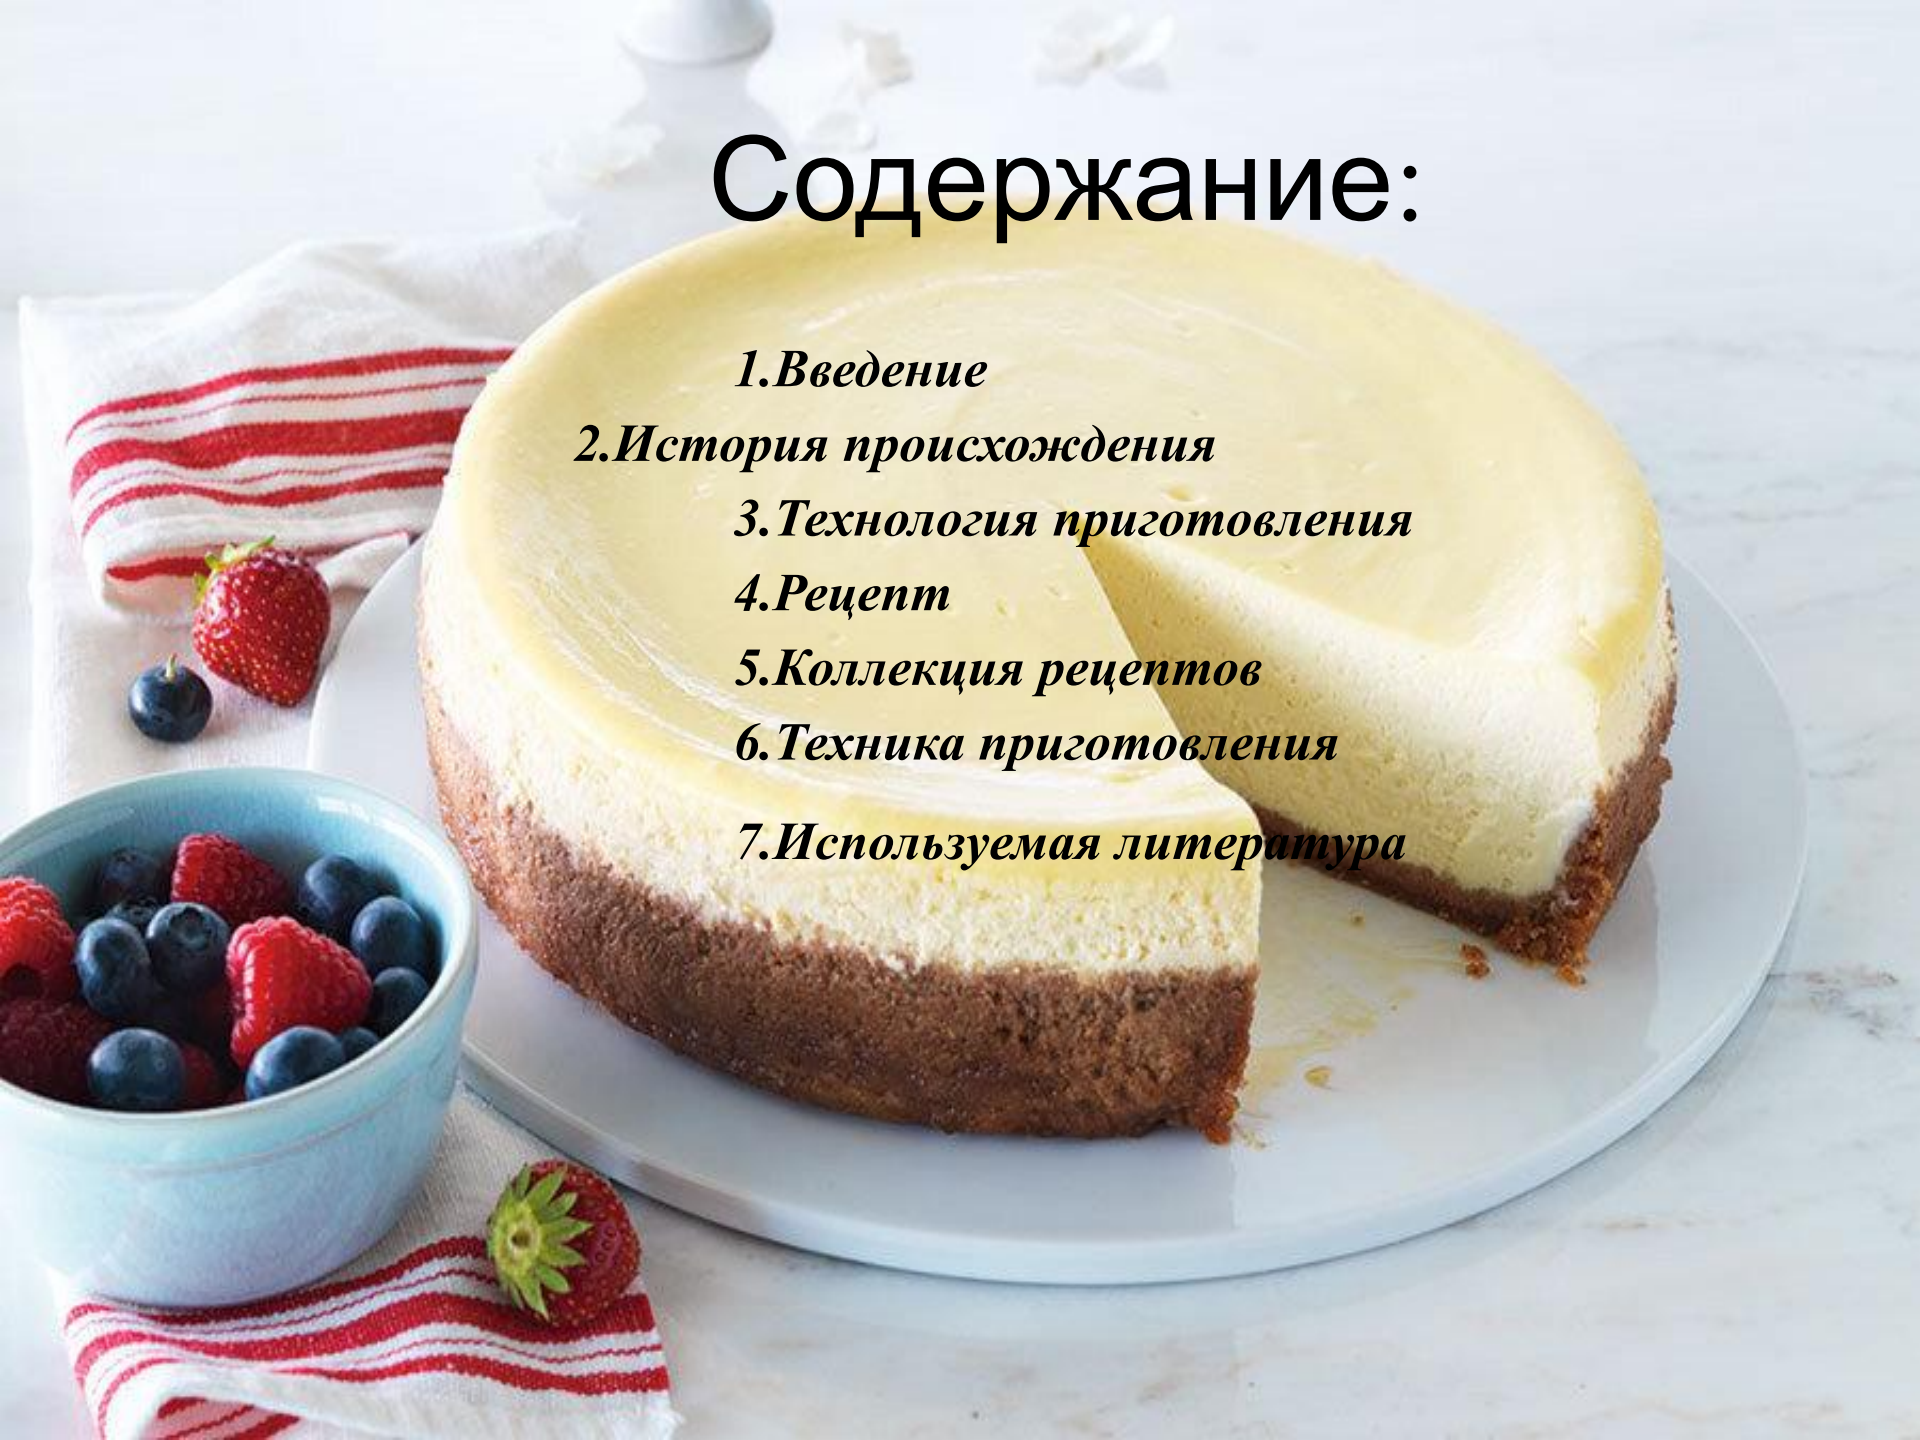 Содержание:
1.Введение
2.История происхождения
3.Технология приготовления
4.Рецепт
5.Коллекция рецептов
6.Техника приготовления
7.Используемая литература